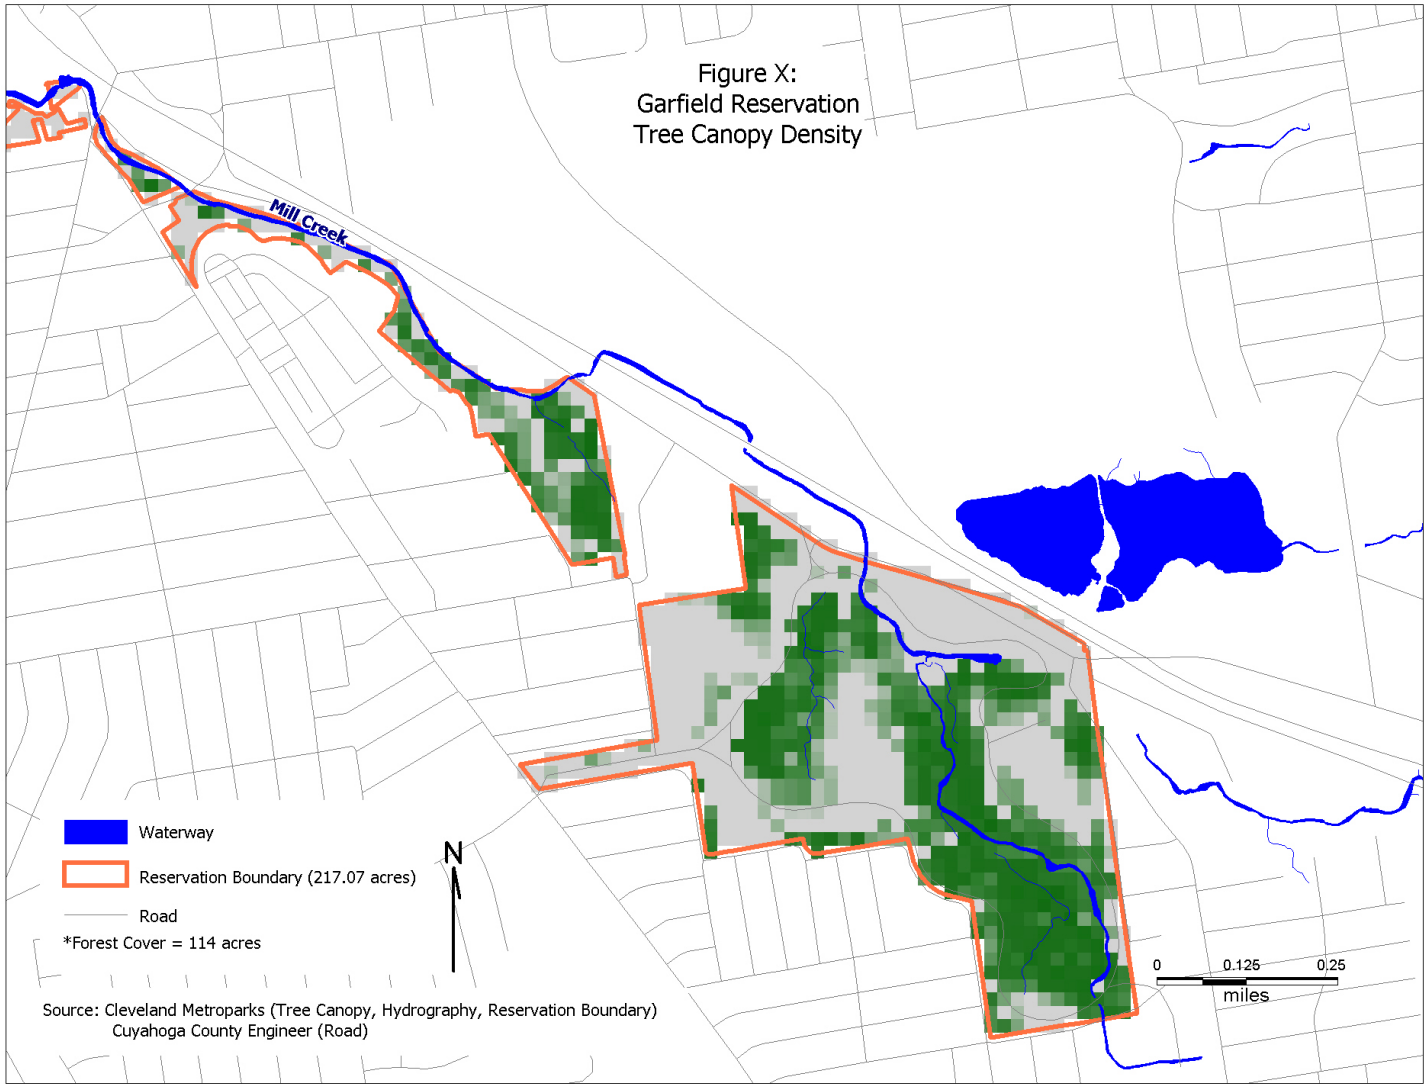 Figure X:
Garfield Reservation
Tree Canopy Density
Mill Creek
Waterway
Reservation Boundary (217.07 acres)
Road
*Forest Cover = 114 acres
N
0 0.125 0.25
miles
Source: Cleveland Metroparks (Tree Canopy, Hydrography, Reservation Boundary)
Cuyahoga County Engineer (Road)